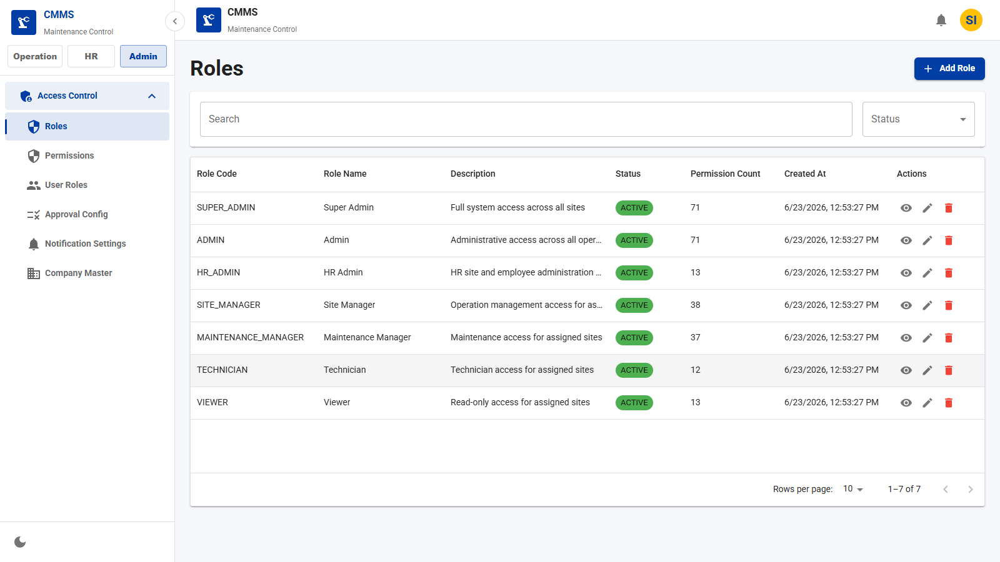 CMMS
Maintenance Control
Operation
HR
Admin
Access Control
Roles
Permissions
User Roles
Approval Config
Notification Settings
Company Master
CMMS
Maintenance Control
SI
Roles
Add Role
Search
Status
Role Code Role Name Description Status Permission Count Created At Actions
SUPER_ADMIN Super Admin Full system access across all sites ACTIVE 71 6/23/2026, 12:53:27 PM
ADMIN Admin Administrative access across all oper... ACTIVE 71 6/23/2026, 12:53:27 PM
HR_ADMIN HR Admin HR site and employee administration ... ACTIVE 13 6/23/2026, 12:53:27 PM
SITE_MANAGER Site Manager Operation management access for as... ACTIVE 38 6/23/2026, 12:53:27 PM
MAINTENANCE_MANAGER Maintenance Manager Maintenance access for assigned sites ACTIVE 37 6/23/2026, 12:53:27 PM
TECHNICIAN Technician Technician access for assigned sites ACTIVE 12 6/23/2026, 12:53:27 PM
VIEWER Viewer Read-only access for assigned sites ACTIVE 13 6/23/2026, 12:53:27 PM
Rows per page: 10 1–7 of 7